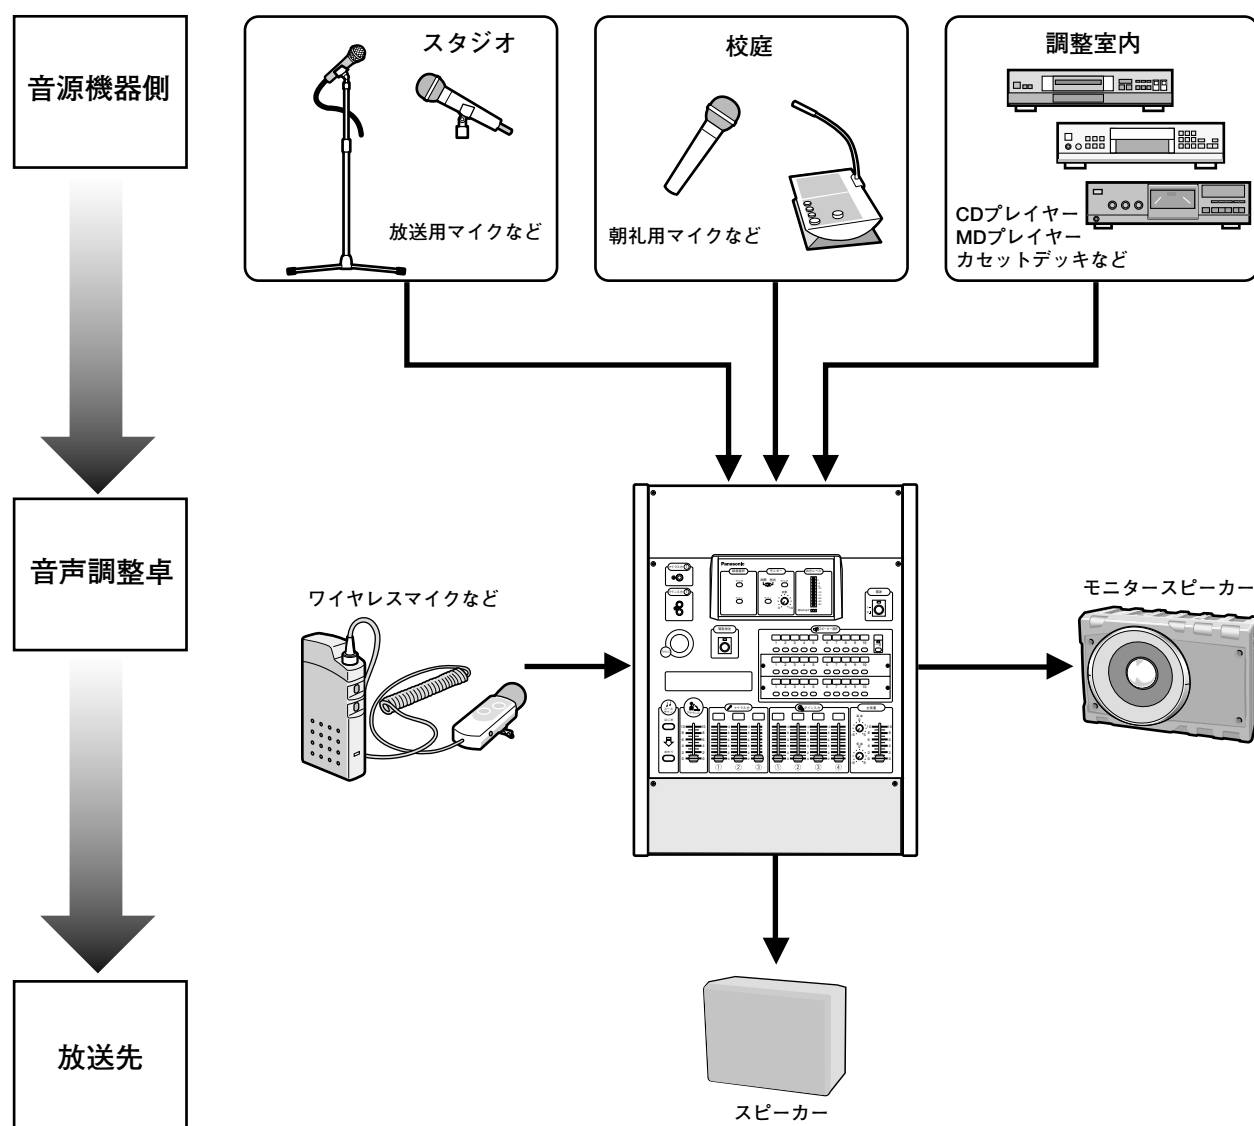 音源機器側
スタジオ
放送用マイクなど
校庭
朝礼用マイクなど
調整室内
CDプレイヤー
MDプレイヤー
カセットデッキなど
音声調整卓
ワイヤレスマイクなど
Panasonic
モニタースピーカー
放送先
スピーカー